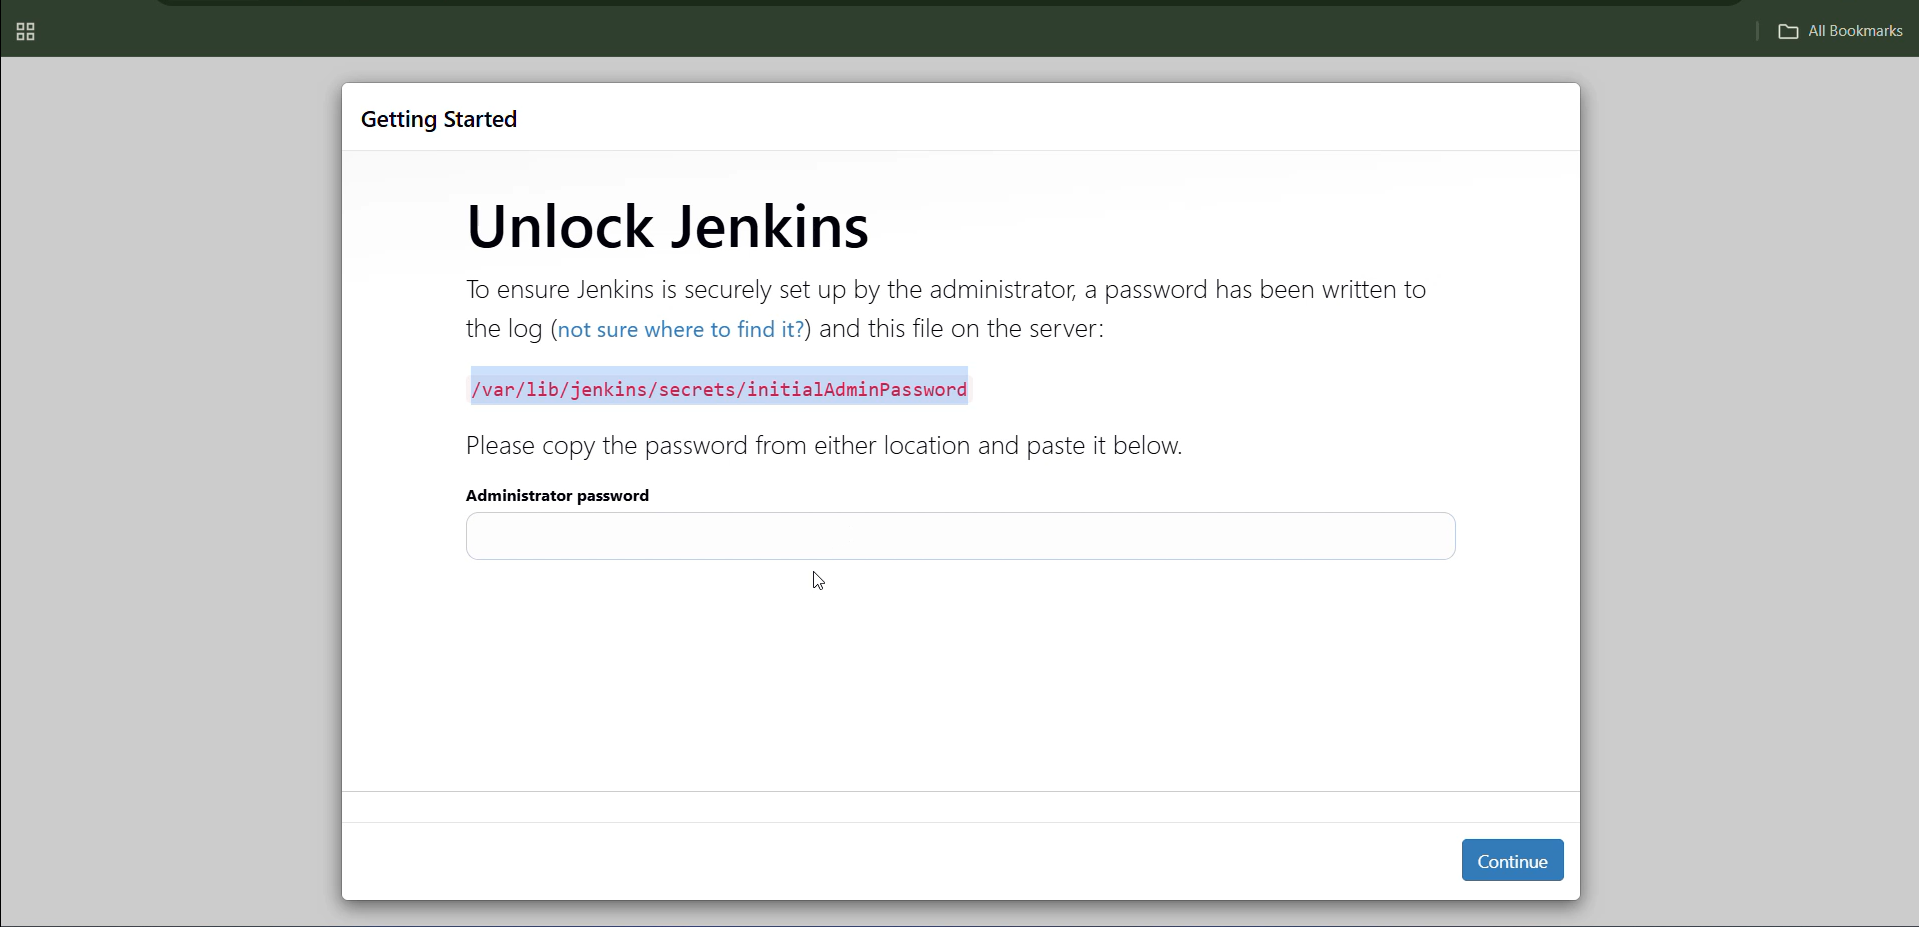 All Bookmarks
Getting Started
Unlock Jenkins
To ensure Jenkins is securely set up by the administrator, a password has been written to
the log (not sure where to find it?) and this file on the server:
/var/lib/jenkins/secrets/initialAdminPassword
Please copy the password from either location and paste it below.
Administrator password
Continue